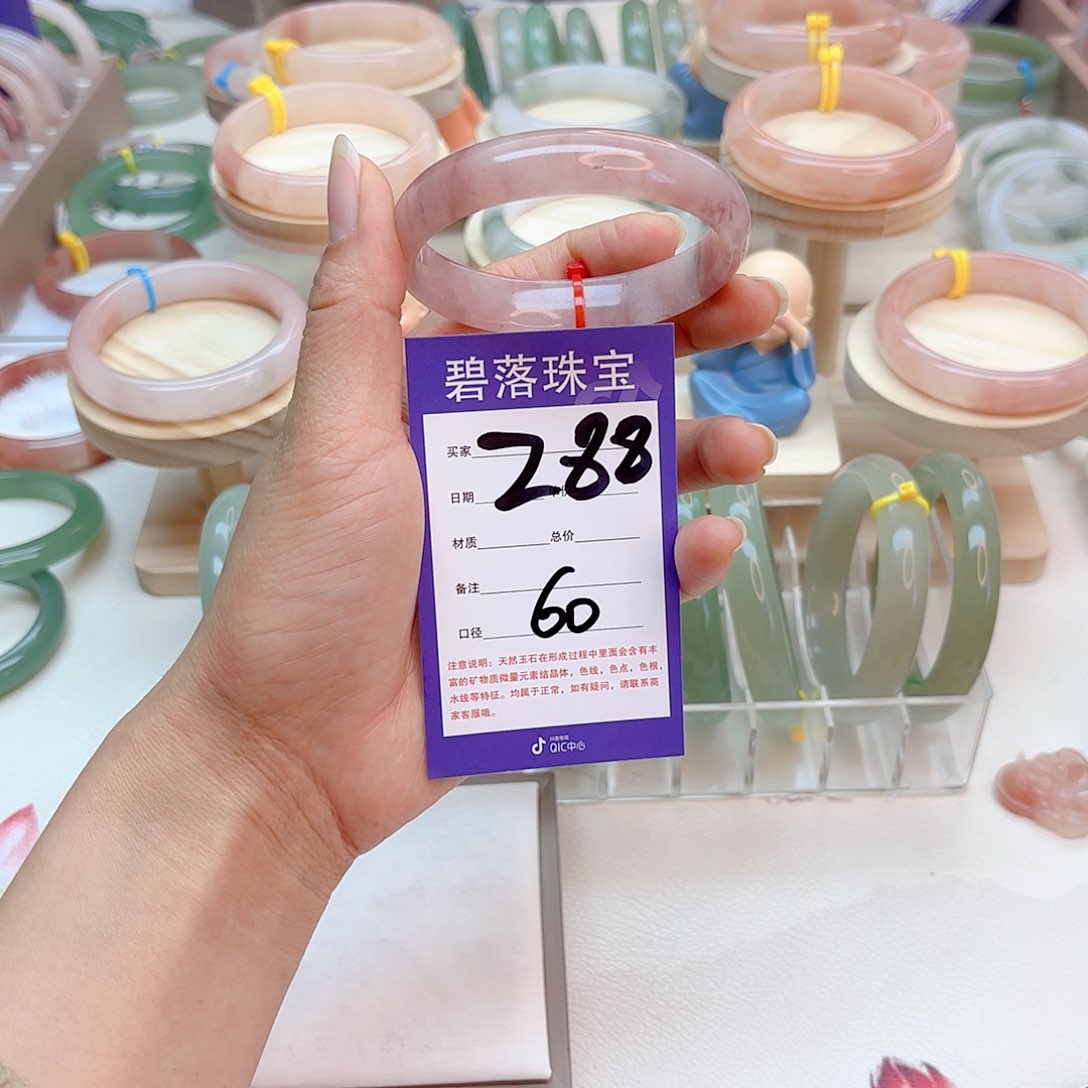 碧落珠宝
买家
288
日期
材质 总价
备注
60
口径
注意说明：天然玉石在形成过程中里面会含有丰
富的矿物质微量元素结晶体，色线，色点，色根，
水线等特征。均属于正常，如有疑问，请联系商
家客服哦。
抖音电商
QIC中心